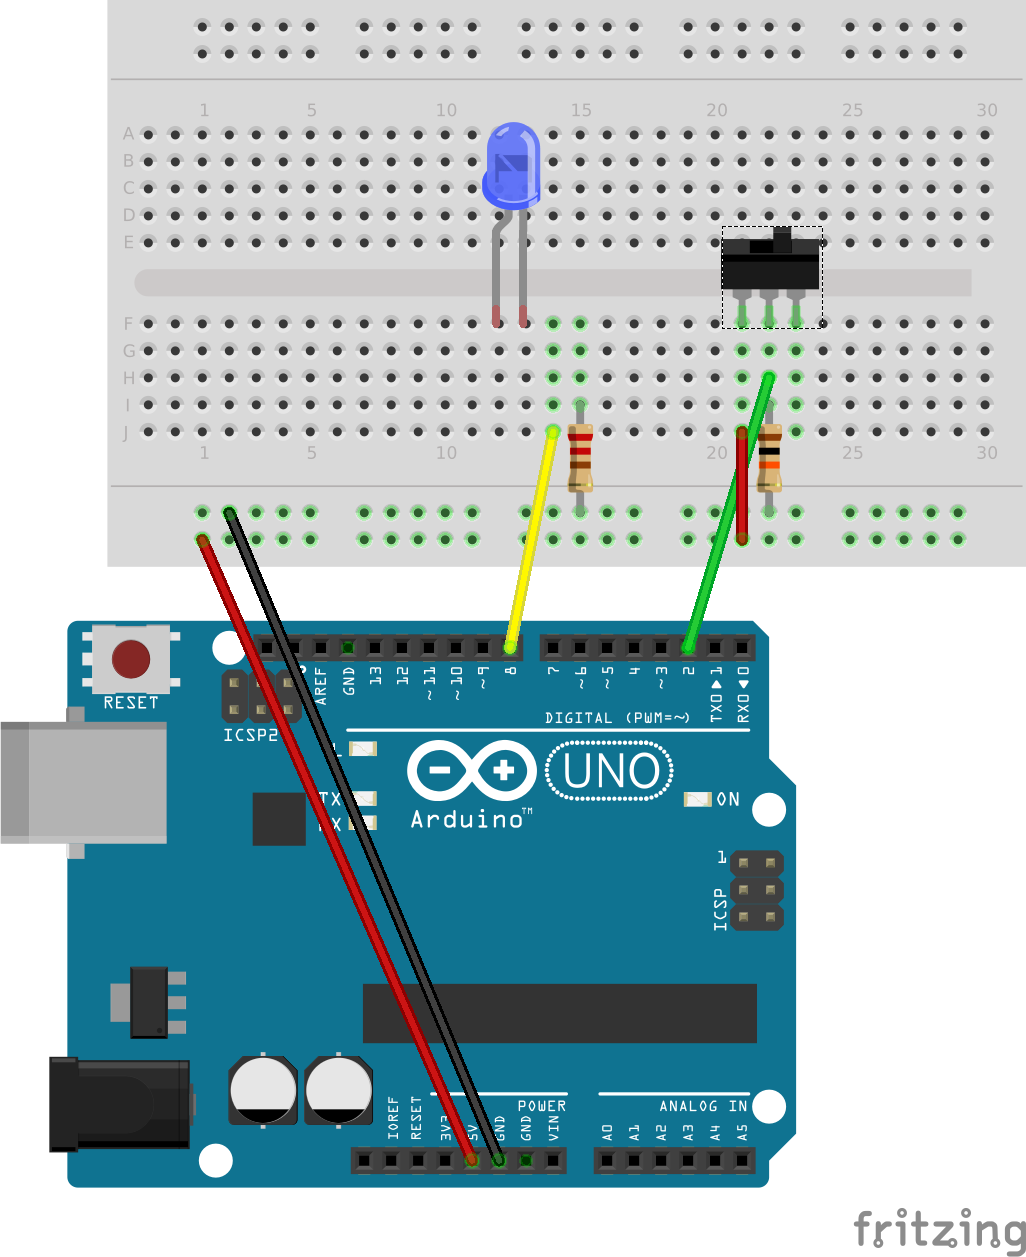 1 5 10 15 20 25 30
A
B
C
D
E
F
G
H
I
J
1 5 10 15 20 25 30
RESET
ICSP2
AREF
GND
13
12
~11
~10
~9
8
7
~6
~5
4
~3
2
TX0▶1
RX0◀0
DIGITAL (PWM=~)
TX
UNO
ON
Arduino™
1
ICSP
IOREF
RESET
3V3
5V
GND
GND
VIN
POWER
ANALOG IN
A0
A1
A2
A3
A4
A5
fritzing